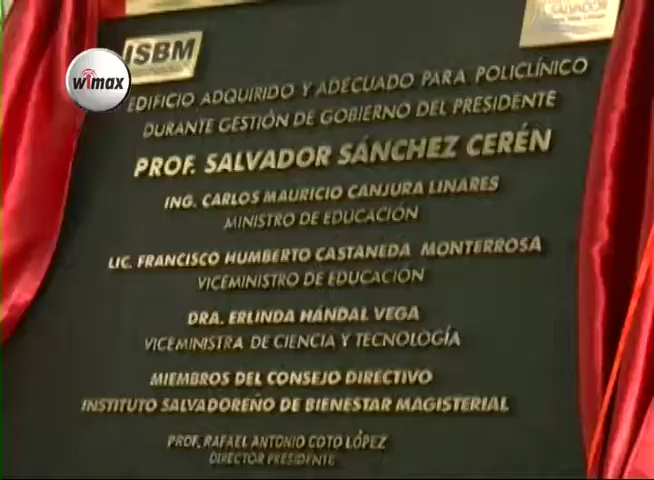 SALVADOR
ISBM
wimax
EDIFICIO ADQUIRIDO Y ADECUADO PARA POLICLÍNICO
DURANTE GESTIÓN DE GOBIERNO DEL PRESIDENTE
PROF. SALVADOR SÁNCHEZ CERÉN
ING. CARLOS MAURICIO CANJURA LINARES
MINISTRO DE EDUCACIÓN
LIC. FRANCISCO HUMBERTO CASTANEDA MONTERROSA
VICEMINISTRO DE EDUCACIÓN
DRA. ERLINDA HÁNDAL VEGA
VICEMINISTRA DE CIENCIA Y TECNOLOGÍA
MIEMBROS DEL CONSEJO DIRECTIVO
INSTITUTO SALVADOREÑO DE BIENESTAR MAGISTERIAL
PROF. RAFAEL ANTONIO COTO LÓPEZ
DIRECTOR PRESIDENTE